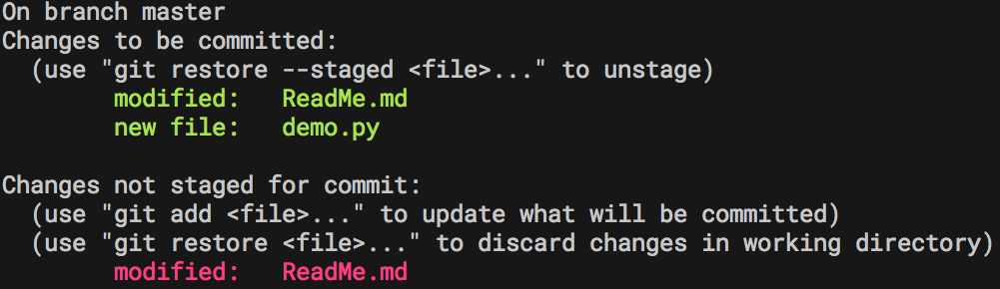 On branch master
Changes to be committed:
  (use "git restore --staged <file>..." to unstage)
        modified:   ReadMe.md
        new file:   demo.py

Changes not staged for commit:
  (use "git add <file>..." to update what will be committed)
  (use "git restore <file>..." to discard changes in working directory)
        modified:   ReadMe.md